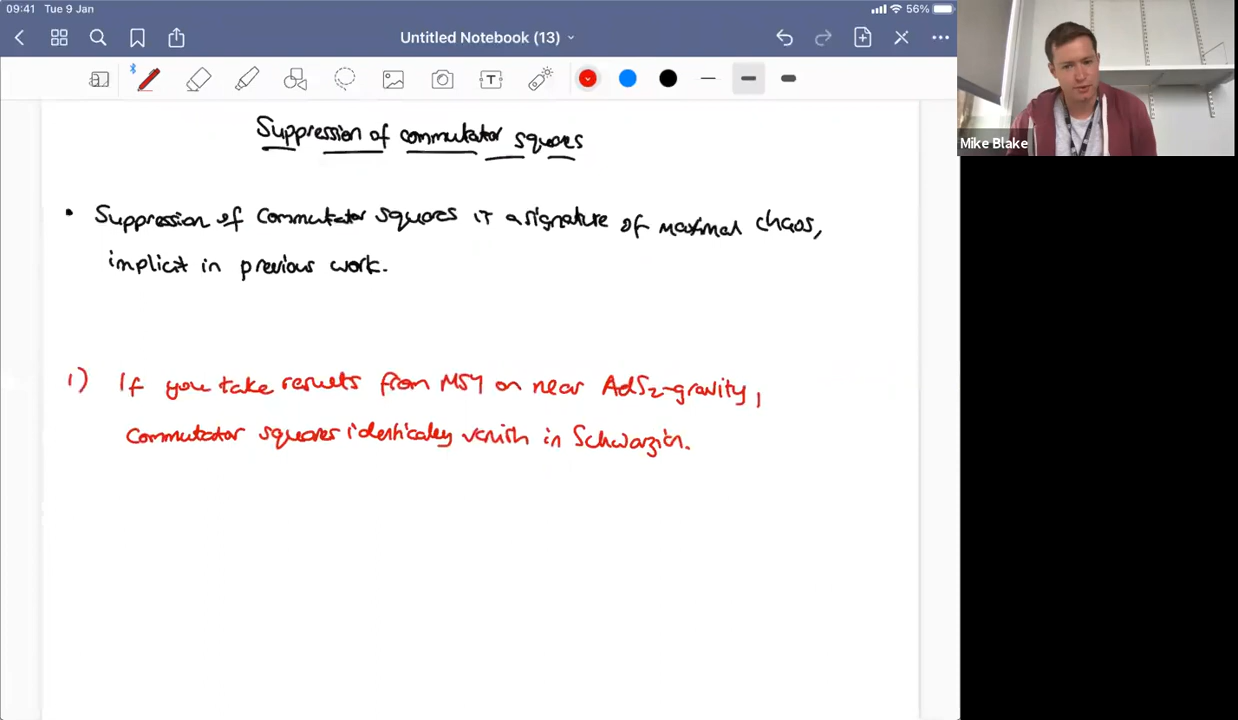 09:41 Tue 9 Jan
56%
Untitled Notebook (13)
T
Mike Blake
Suppression of commutator squares
• Suppression of commutator squares is a signature of maximal chaos,
implicit in previous work.
1) If you take results from MSY on near AdS2-gravity,
commutator squares identically vanish in Schwarzian.